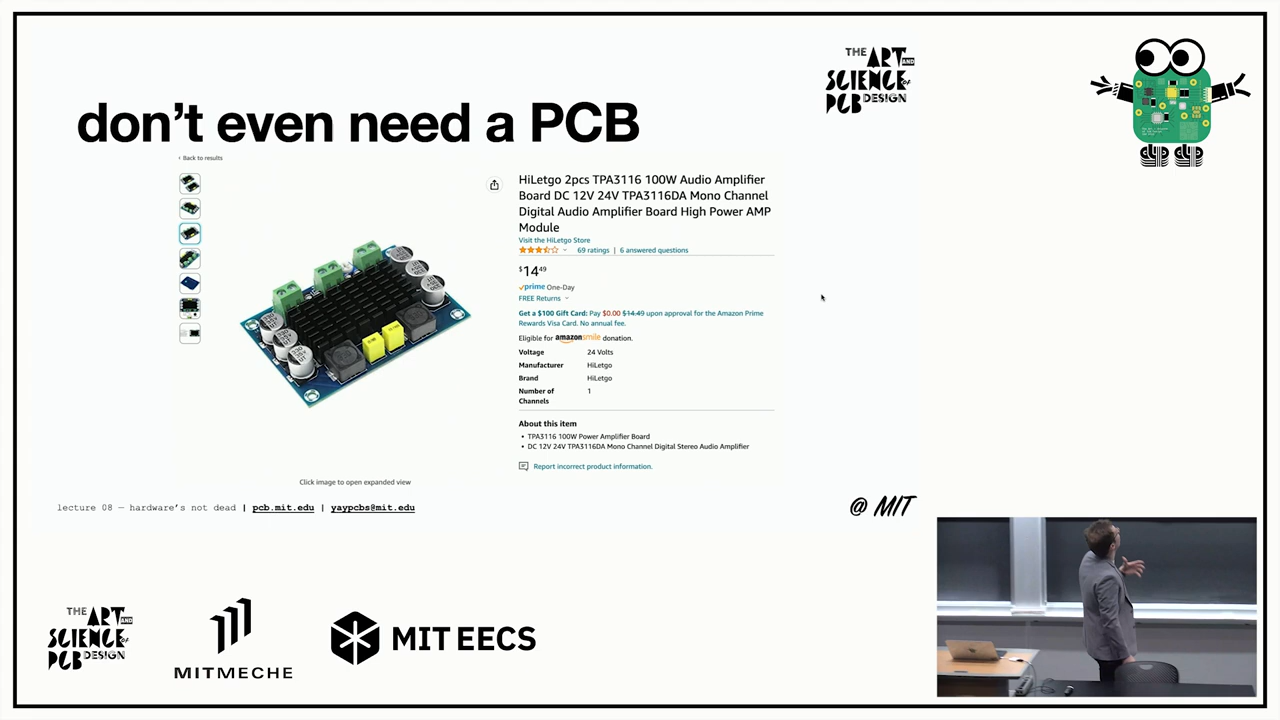 THE ART AND
SCIENCE of
PCB DESIGN
don't even need a PCB
‹ Back to results
HiLetgo 2pcs TPA3116 100W Audio Amplifier
Board DC 12V 24V TPA3116DA Mono Channel
Digital Audio Amplifier Board High Power AMP
Module
Visit the HiLetgo Store
69 ratings | 6 answered questions
$14.49
prime One-Day
FREE Returns
Get a $100 Gift Card: Pay $0.00 $14.49 upon approval for the Amazon Prime
Rewards Visa Card. No annual fee.
Eligible for amazonsmile donation.
Voltage 24 Volts
Manufacturer HiLetgo
Brand HiLetgo
Number of Channels 1
About this item
• TPA3116 100W Power Amplifier Board
• DC 12V 24V TPA3116DA Mono Channel Digital Stereo Audio Amplifier
Report incorrect product information.
Click image to open expanded view
lecture 08 — hardware's not dead | pcb.mit.edu | yaypcbs@mit.edu
@ MIT
THE ART AND
SCIENCE of
PCB DESIGN
MITMECHE
MIT EECS